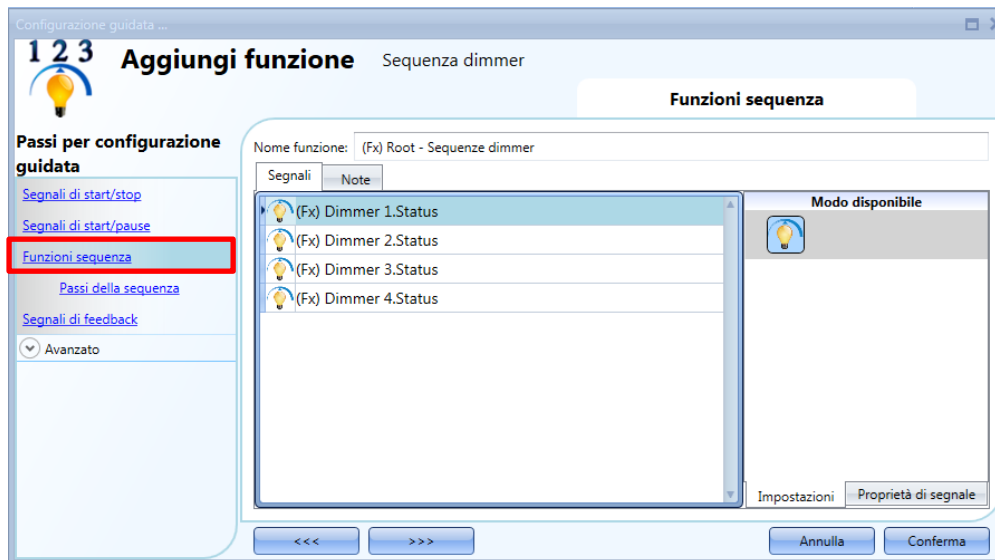 Configurazione guidata ...
1 2 3
Aggiungi funzione
Sequenza dimmer
Funzioni sequenza
Passi per configurazione
guidata
Segnali di start/stop
Segnali di start/pause
Funzioni sequenza
Passi della sequenza
Segnali di feedback
Avanzato
Nome funzione: (Fx) Root - Sequenze dimmer
Segnali
Note
(Fx) Dimmer 1.Status
(Fx) Dimmer 2.Status
(Fx) Dimmer 3.Status
(Fx) Dimmer 4.Status
Modo disponibile
Impostazioni
Proprietà di segnale
<<<
>>>
Annulla
Conferma